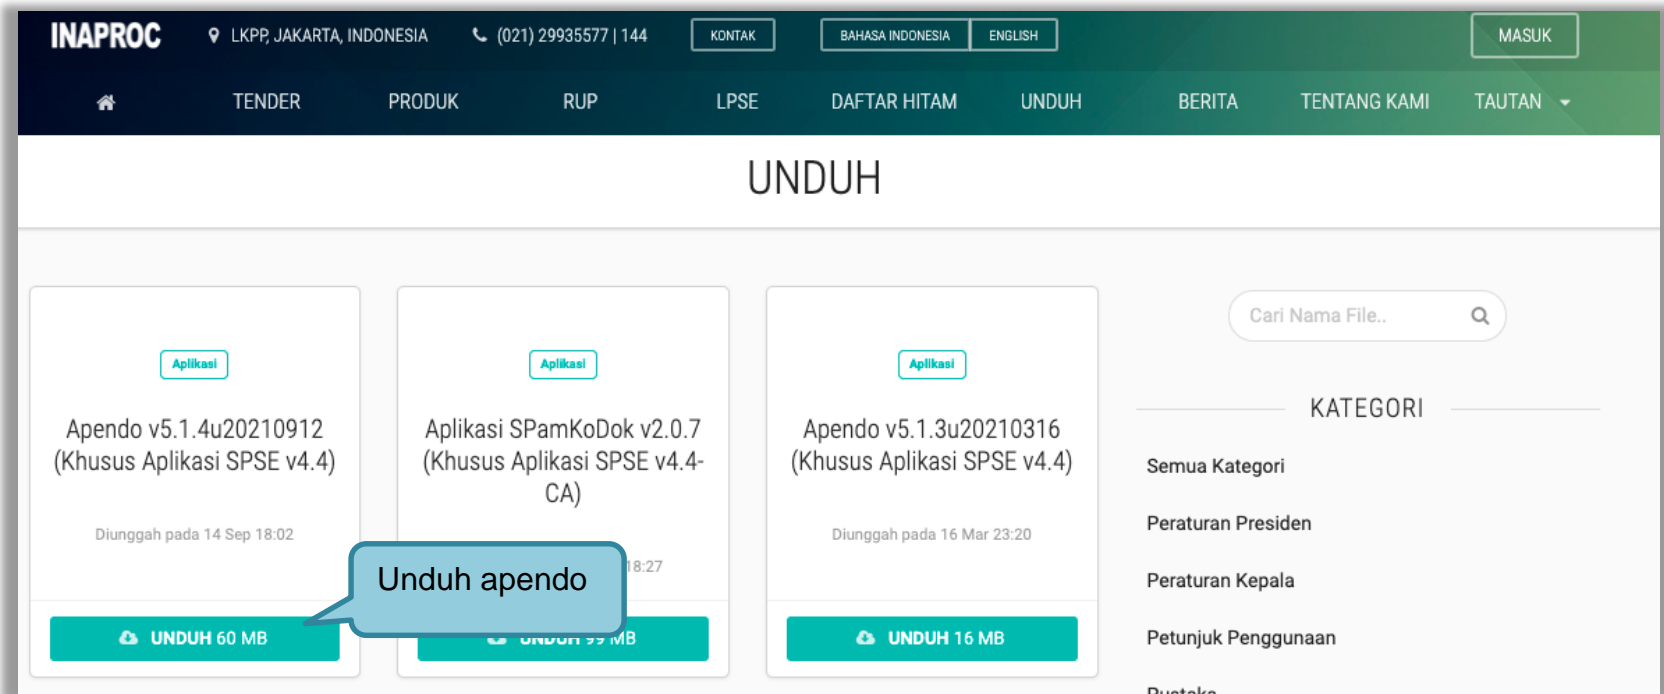 INAPROC
LKPP, JAKARTA, INDONESIA
(021) 29935577 | 144
KONTAK
BAHASA INDONESIA
ENGLISH
MASUK
TENDER
PRODUK
RUP
LPSE
DAFTAR HITAM
UNDUH
BERITA
TENTANG KAMI
TAUTAN
UNDUH
Aplikasi
Apendo v5.1.4u20210912
(Khusus Aplikasi SPSE v4.4)
Diunggah pada 14 Sep 18:02
UNDUH 60 MB
Aplikasi
Aplikasi SPamKoDok v2.0.7
(Khusus Aplikasi SPSE v4.4-
CA)
18:27
UNDUH 99 MB
Unduh apendo
Aplikasi
Apendo v5.1.3u20210316
(Khusus Aplikasi SPSE v4.4)
Diunggah pada 16 Mar 23:20
UNDUH 16 MB
Cari Nama File..
KATEGORI
Semua Kategori
Peraturan Presiden
Peraturan Kepala
Petunjuk Penggunaan